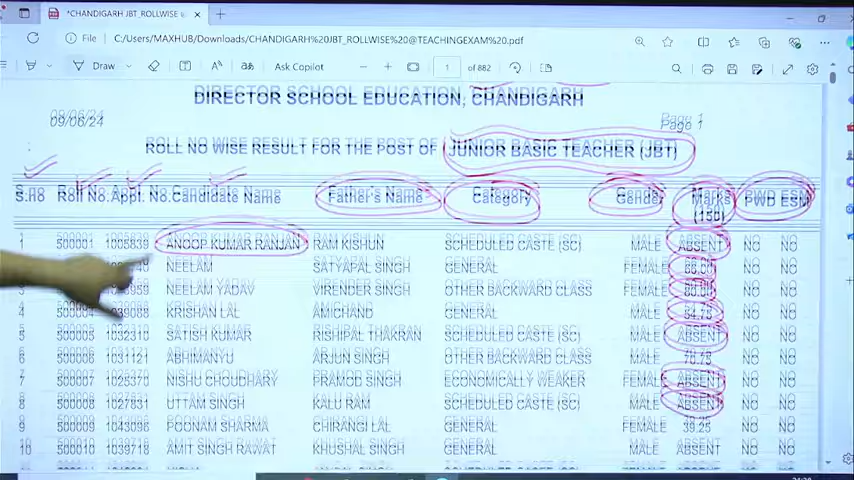 *CHANDIGARH JBT_ROLLWISE
File C:/Users/MAXHUB/Downloads/CHANDIGARH%20JBT_ROLLWISE%20@TEACHINGEXAM%20.pdf
Draw Ask Copilot 1 of 882
DIRECTOR SCHOOL EDUCATION, CHANDIGARH
09/06/24 Page 1
ROLL NO WISE RESULT FOR THE POST OF JUNIOR BASIC TEACHER (JBT)
S.no Roll No. Appl. No. Candidate Name Father's Name Category Gender Marks (150) PWD ESM
1 500001 1005839 ANOOP KUMAR RANJAN RAM KISHUN SCHEDULED CASTE (SC) MALE ABSENT NO NO
NEELAM SATYAPAL SINGH GENERAL FEMALE NO NO
3 NEELAM YADAV VIRENDER SINGH OTHER BACKWARD CLASS FEMALE NO NO
4 500004 KRISHAN LAL AMICHAND GENERAL MALE NO NO
5 500005 1032310 SATISH KUMAR RISHIPAL THAKRAN SCHEDULED CASTE (SC) MALE ABSENT NO NO
6 500006 1031121 ABHIMANYU ARJUN SINGH OTHER BACKWARD CLASS MALE NO NO
7 500007 1025370 NISHU CHOUDHARY PRAMOD SINGH ECONOMICALLY WEAKER FEMALE ABSENT NO NO
8 500008 1027831 UTTAM SINGH KALU RAM SCHEDULED CASTE (SC) MALE ABSENT NO NO
9 500009 1043096 POONAM SHARMA CHIRANGI LAL GENERAL FEMALE 39.25 NO NO
10 500010 1039718 AMIT SINGH RAWAT KHUSHAL SINGH GENERAL MALE ABSENT NO NO